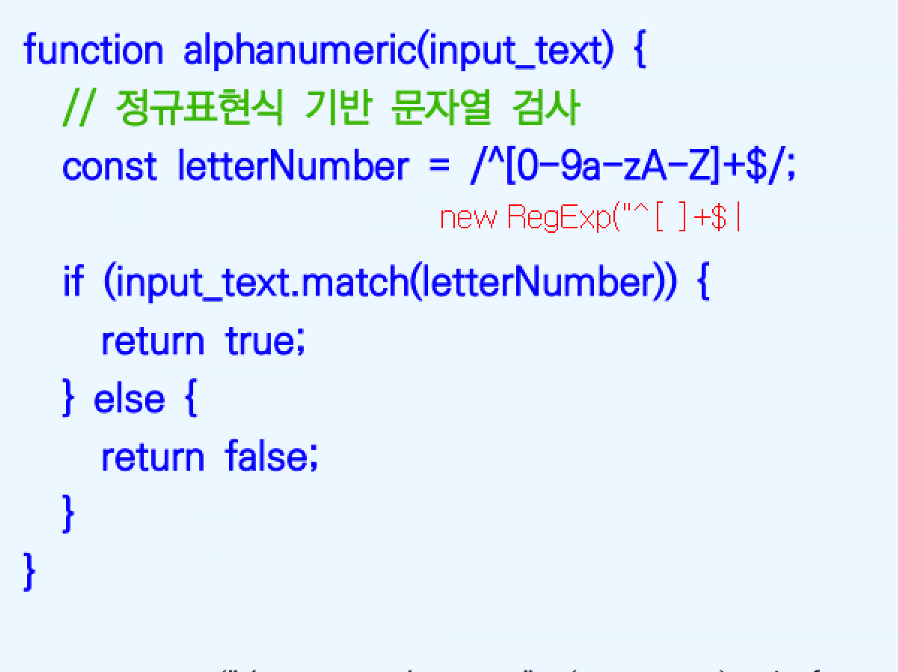 function alphanumeric(input_text) {
// 정규표현식 기반 문자열 검사
const letterNumber = /^[0-9a-zA-Z]+$/;
new RegExp("^[ ]+$|
if (input_text.match(letterNumber)) {
return true;
} else {
return false;
}
}